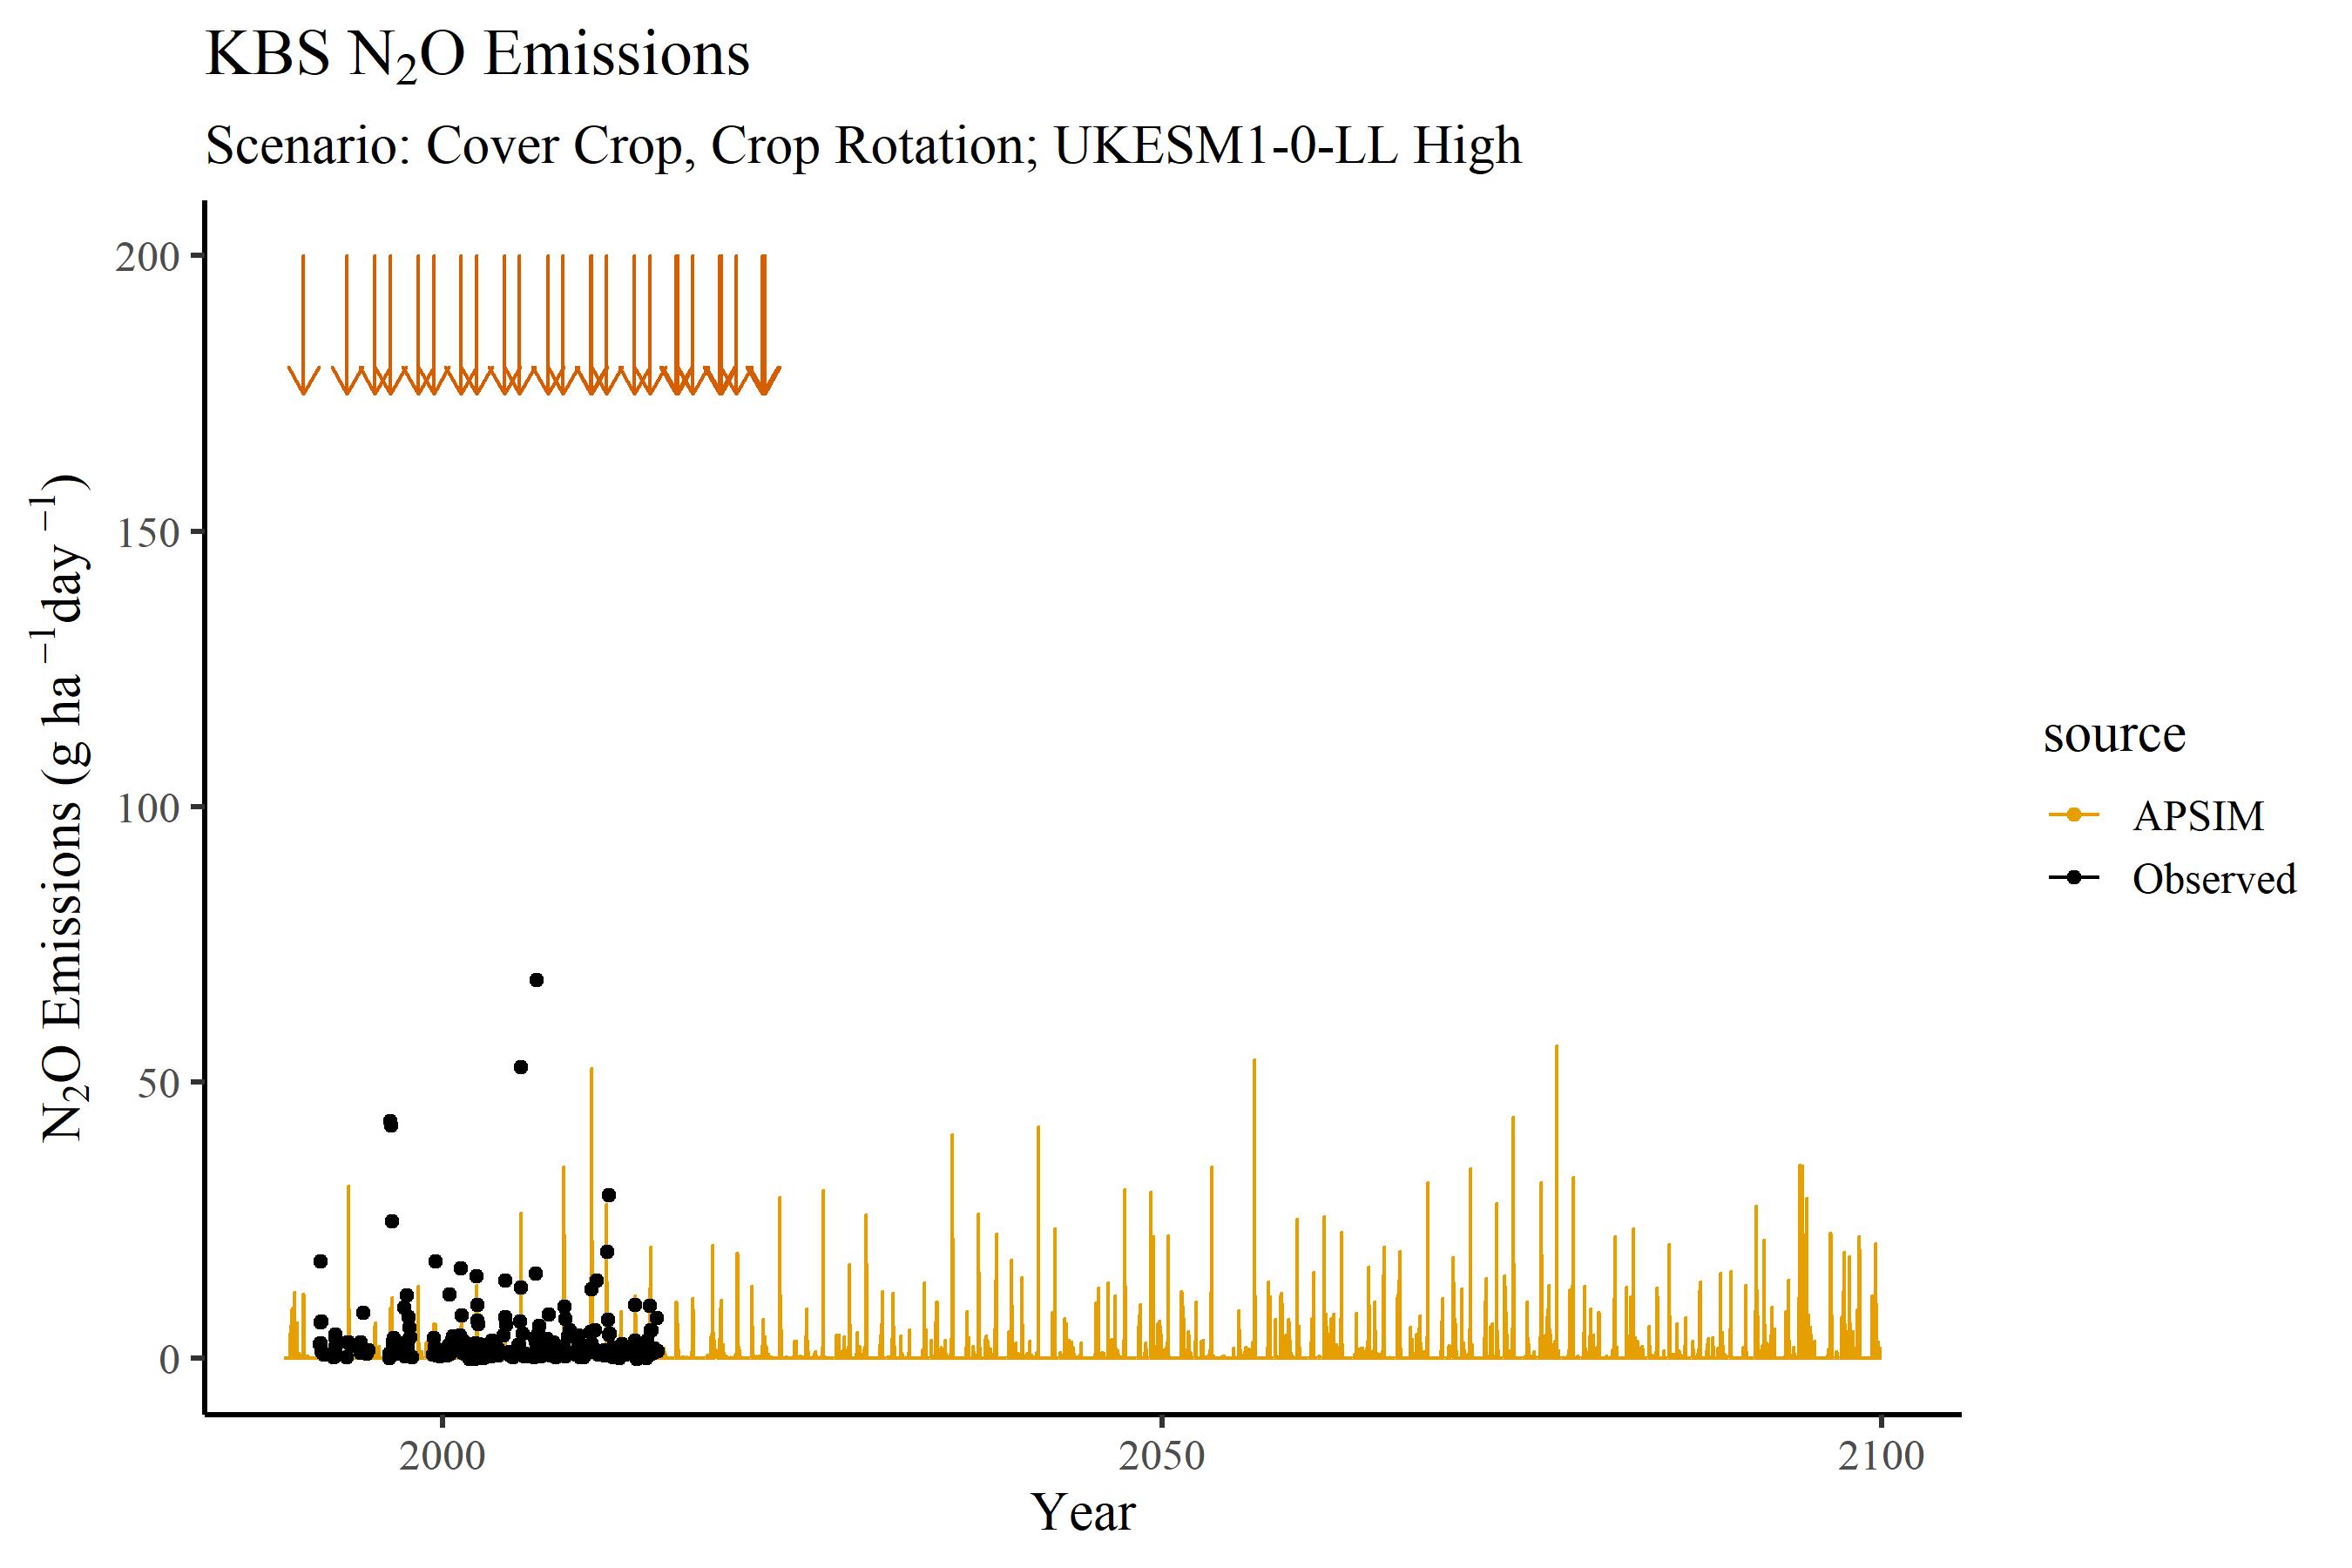 KBS N₂O Emissions
Scenario: Cover Crop, Crop Rotation; UKESM1-0-LL High
N₂O Emissions (g ha ⁻¹day ⁻¹)
200
150
100
50
0
2000
2050
2100
Year
source
APSIM
Observed